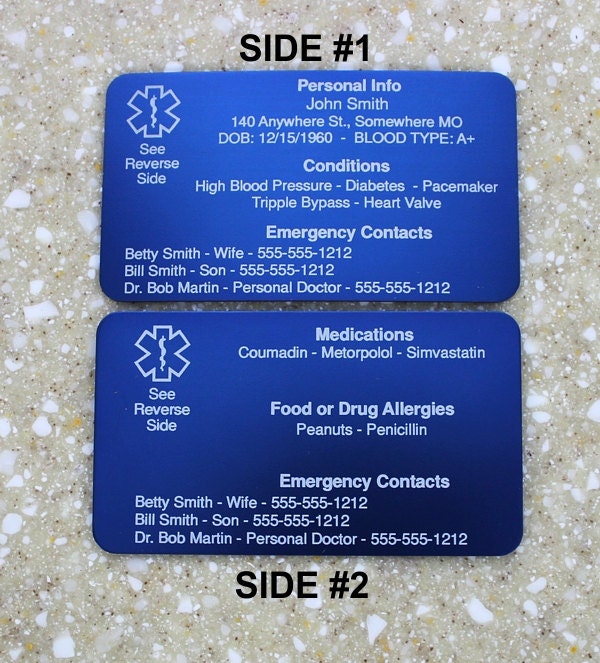 SIDE #1
Personal Info
John Smith
140 Anywhere St., Somewhere MO
DOB: 12/15/1960 - BLOOD TYPE: A+
See
Reverse
Side
Conditions
High Blood Pressure - Diabetes - Pacemaker
Tripple Bypass - Heart Valve
Emergency Contacts
Betty Smith - Wife - 555-555-1212
Bill Smith - Son - 555-555-1212
Dr. Bob Martin - Personal Doctor - 555-555-1212
Medications
Coumadin - Metorpolol - Simvastatin
See
Reverse
Side
Food or Drug Allergies
Peanuts - Penicillin
Emergency Contacts
Betty Smith - Wife - 555-555-1212
Bill Smith - Son - 555-555-1212
Dr. Bob Martin - Personal Doctor - 555-555-1212
SIDE #2